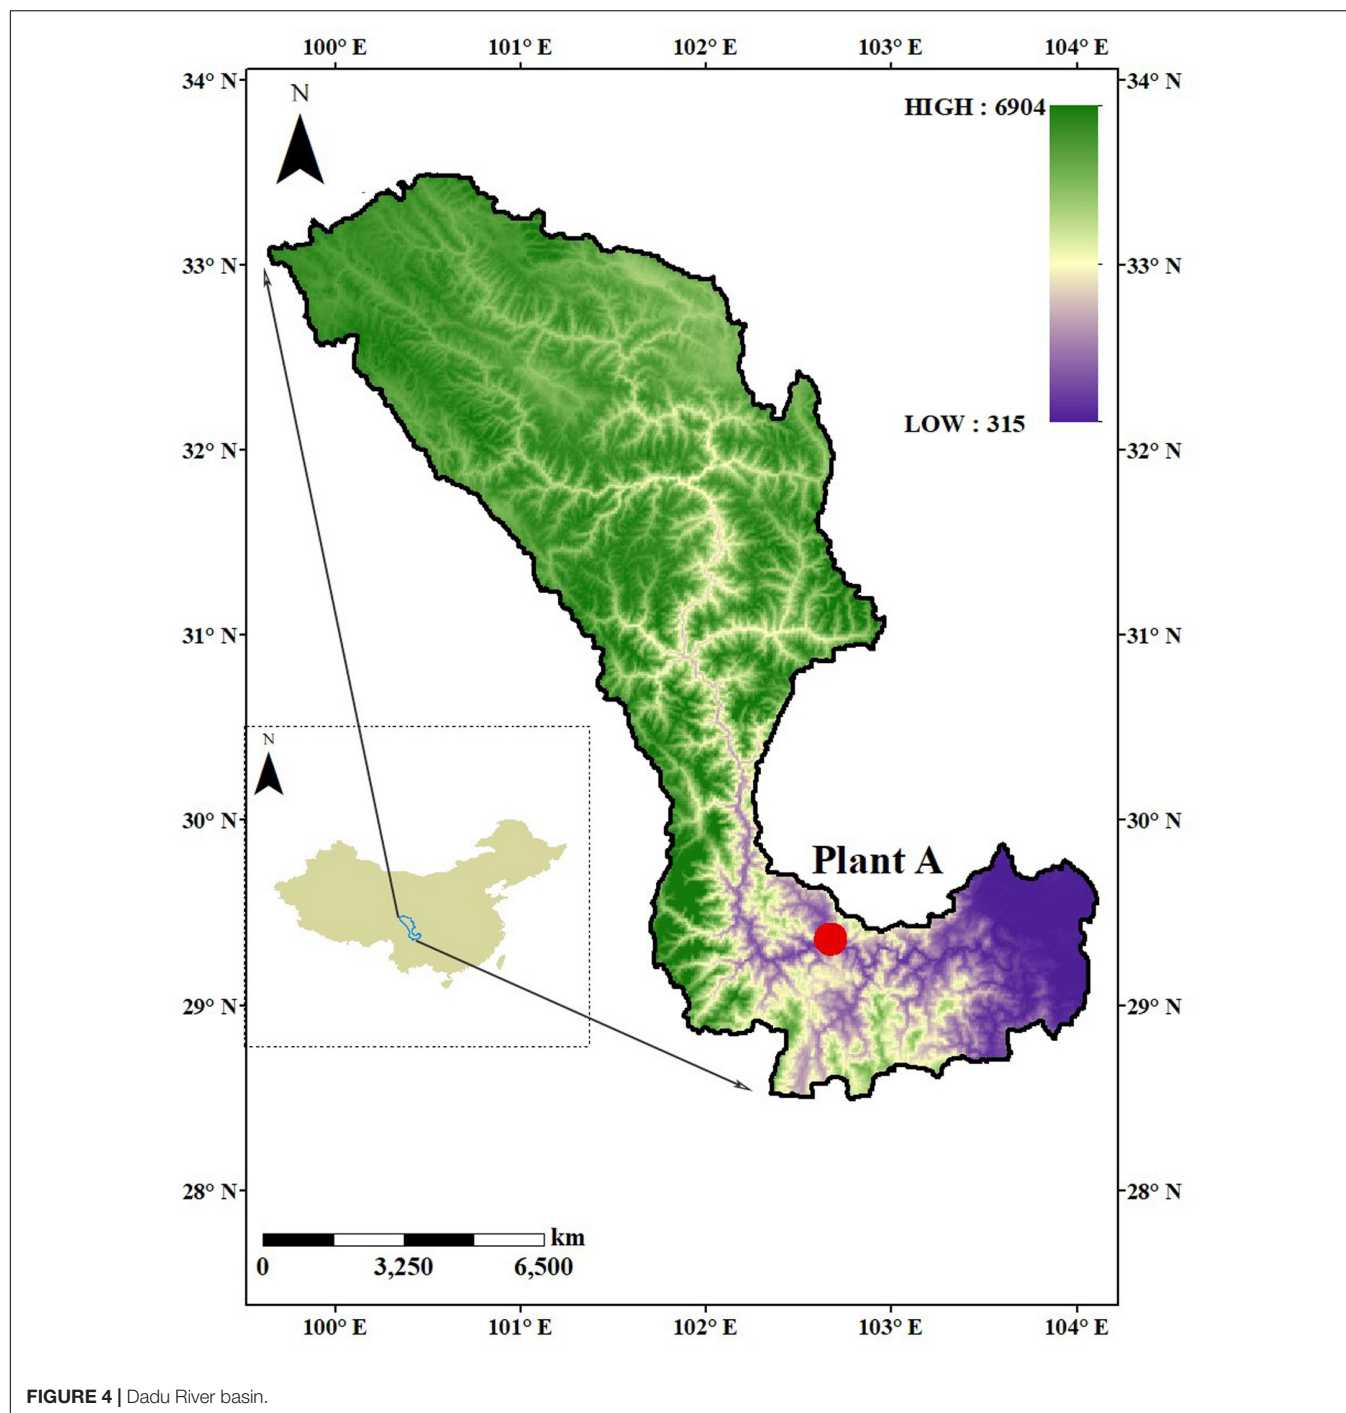 100° E 101° E 102° E 103° E 104° E
34° N 34° N
N
HIGH : 6904
33° N 33° N
LOW : 315
32° N 32° N
31° N 31° N
N
30° N 30° N
Plant A
29° N 29° N
28° N 28° N
km
0 3,250 6,500
100° E 101° E 102° E 103° E 104° E
FIGURE 4 | Dadu River basin.